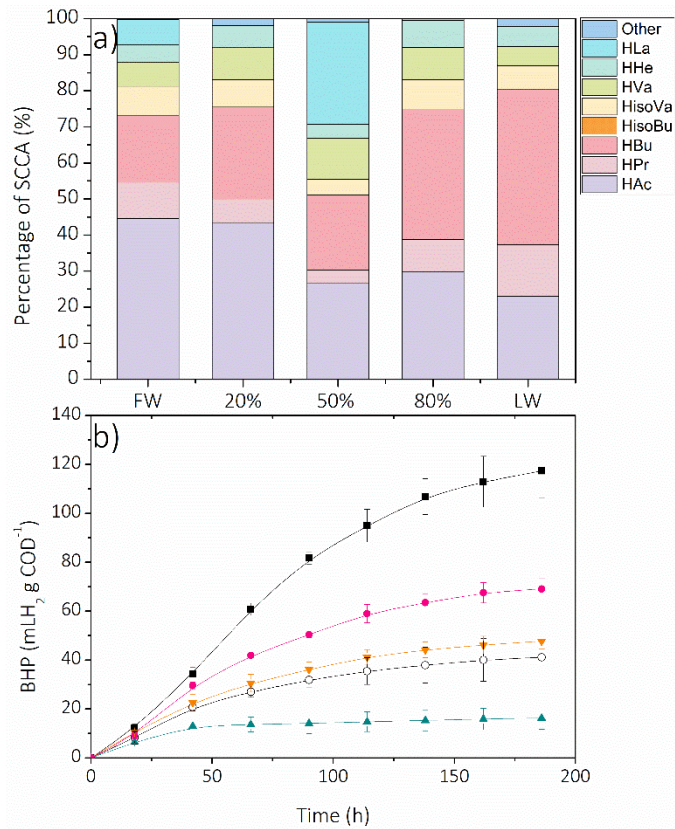 a)
Percentage of SCCA (%)
100
90
80
70
60
50
40
30
20
10
0
FW 20% 50% 80% LW
Other
HLa
HHe
HVa
HisoVa
HisoBu
HBu
HPr
HAc
b)
BHP (mLH₂ g COD⁻¹)
140
120
100
80
60
40
20
0
0 50 100 150 200
Time (h)